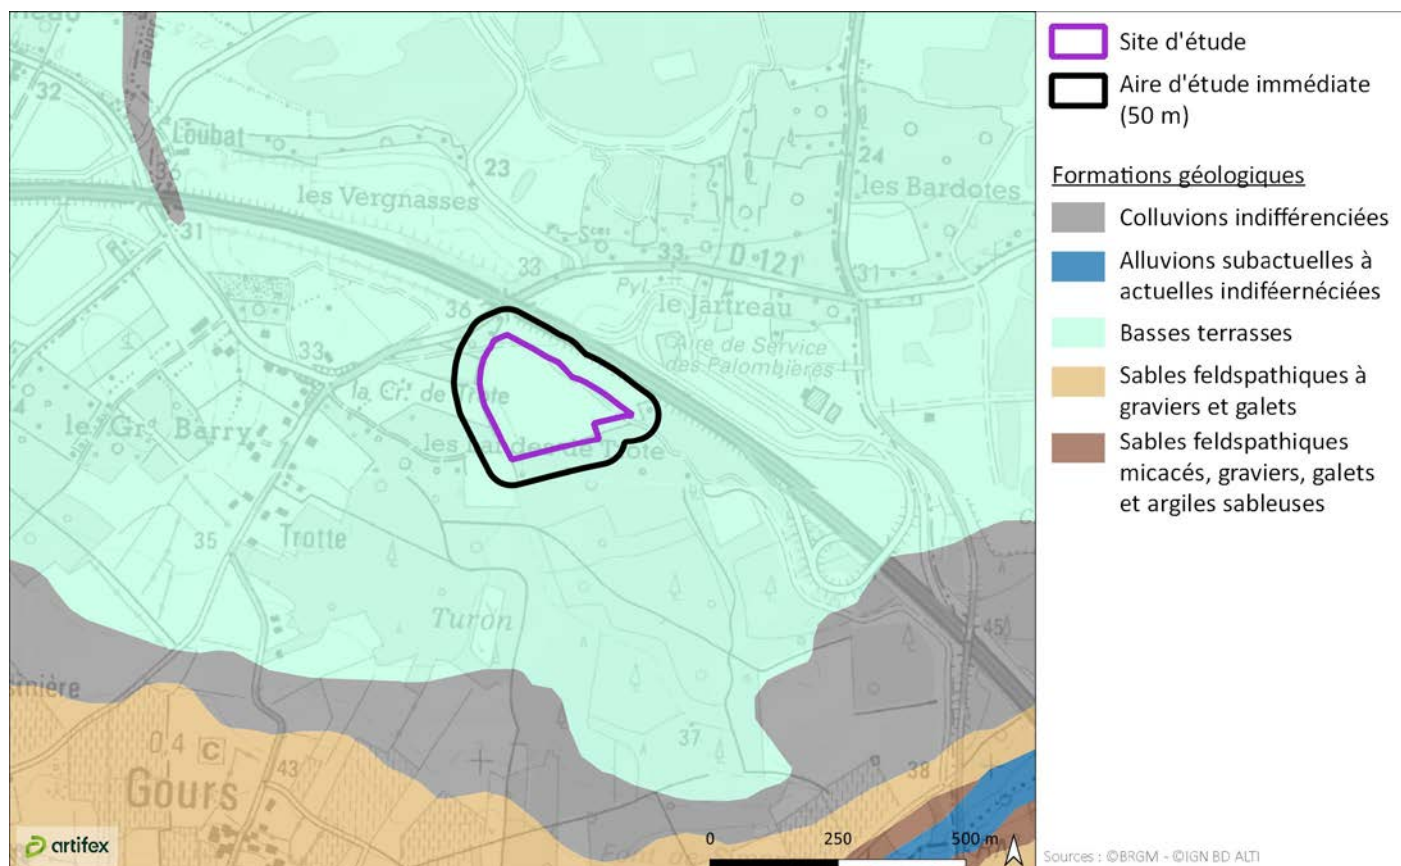 32
Loubat
136
23
24
les Vergnasses
les Bardotes
31
33
33
D 121
31
Pyl.
36
le Jartreau
Aire de Service
des Palombières
33
la Cr. de Trote
le Gr.d Barry
les Landes de Trote
35
Trotte
Turon
45
37
0,4
C
43
38
Gours
artifex
0
250
500 m
Site d'étude
Aire d'étude immédiate
(50 m)
Formations géologiques
Colluvions indifférenciées
Alluvions subactuelles à
actuelles indiféernéciées
Basses terrasses
Sables feldspathiques à
graviers et galets
Sables feldspathiques
micacés, graviers, galets
et argiles sableuses
Sources : ©BRGM - ©IGN BD ALTI